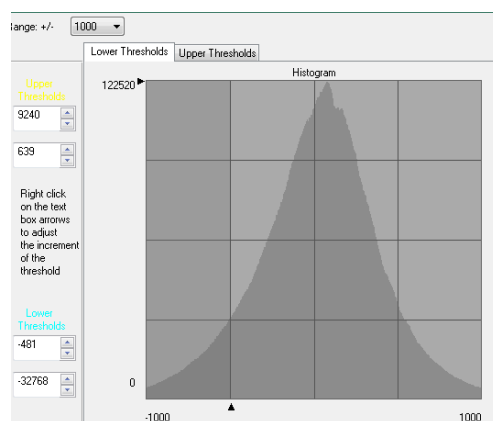 Range: +/- 1000
Lower Thresholds Upper Thresholds
Histogram
122520
Upper
Thresholds
9240
639
Right click
on the text
box arrorws
to adjust
the increment
of the
threshold
Lower
Thresholds
-481
-32768
0
-1000 1000